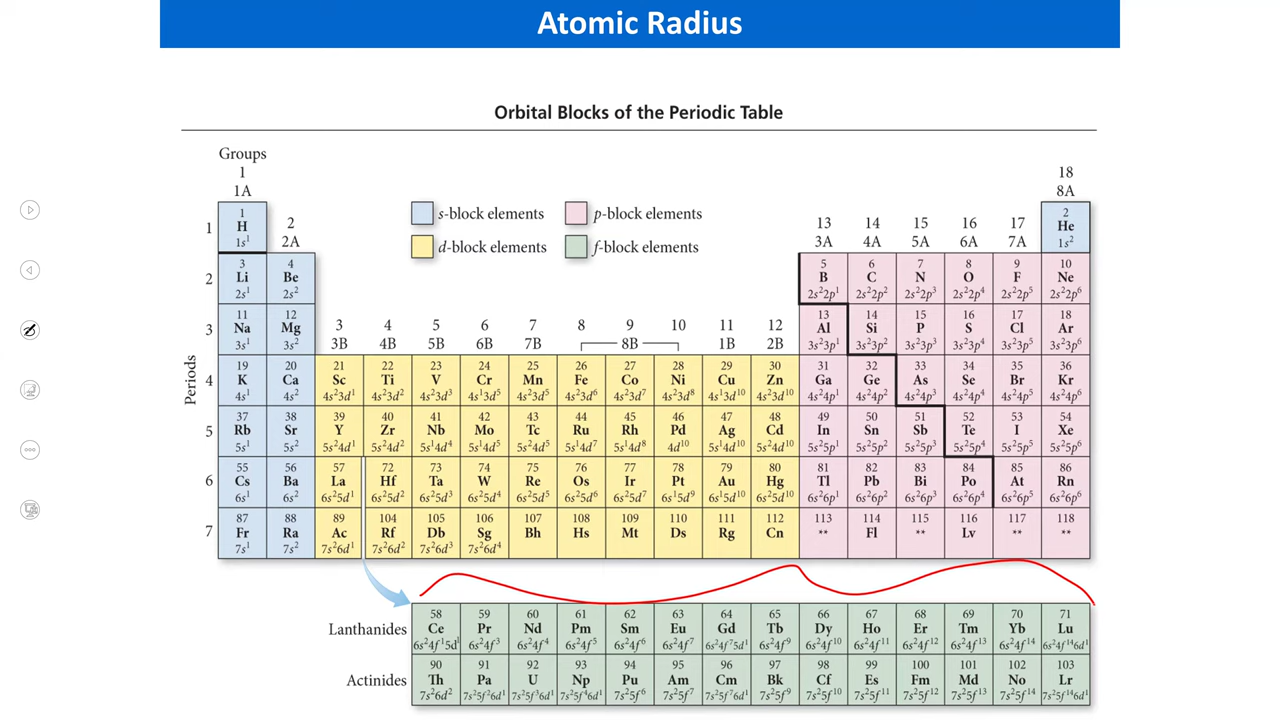 Atomic Radius
Orbital Blocks of the Periodic Table
Groups
1 18
1A 8A
1 2
H He
1s¹ 1s²
s-block elements p-block elements
d-block elements f-block elements
2 13 14 15 16 17
2A 3A 4A 5A 6A 7A
1
3 4 5 6 7 8 9 10
Li Be B C N O F Ne
2s¹ 2s² 2s²2p¹ 2s²2p² 2s²2p³ 2s²2p⁴ 2s²2p⁵ 2s²2p⁶
2
11 12 13 14 15 16 17 18
Na Mg Al Si P S Cl Ar
3s¹ 3s² 3s²3p¹ 3s²3p² 3s²3p³ 3s²3p⁴ 3s²3p⁵ 3s²3p⁶
3
3 4 5 6 7 8 9 10 11 12
3B 4B 5B 6B 7B 8B 1B 2B
Periods
19 20 21 22 23 24 25 26 27 28 29 30 31 32 33 34 35 36
4 K Ca Sc Ti V Cr Mn Fe Co Ni Cu Zn Ga Ge As Se Br Kr
4s¹ 4s² 4s²3d¹ 4s²3d² 4s²3d³ 4s¹3d⁵ 4s²3d⁵ 4s²3d⁶ 4s²3d⁷ 4s²3d⁸ 4s¹3d¹⁰ 4s²3d¹⁰ 4s²4p¹ 4s²4p² 4s²4p³ 4s²4p⁴ 4s²4p⁵ 4s²4p⁶
37 38 39 40 41 42 43 44 45 46 47 48 49 50 51 52 53 54
5 Rb Sr Y Zr Nb Mo Tc Ru Rh Pd Ag Cd In Sn Sb Te I Xe
5s¹ 5s² 5s²4d¹ 5s²4d² 5s¹4d⁴ 5s¹4d⁵ 5s²4d⁵ 5s¹4d⁷ 5s¹4d⁸ 4d¹⁰ 5s¹4d¹⁰ 5s²4d¹⁰ 5s²5p¹ 5s²5p² 5s²5p³ 5s²5p⁴ 5s²5p⁵ 5s²5p⁶
55 56 57 72 73 74 75 76 77 78 79 80 81 82 83 84 85 86
6 Cs Ba La Hf Ta W Re Os Ir Pt Au Hg Tl Pb Bi Po At Rn
6s¹ 6s² 6s²5d¹ 6s²5d² 6s²5d³ 6s²5d⁴ 6s²5d⁵ 6s²5d⁶ 6s²5d⁷ 6s¹5d⁹ 6s¹5d¹⁰ 6s²5d¹⁰ 6s²6p¹ 6s²6p² 6s²6p³ 6s²6p⁴ 6s²6p⁵ 6s²6p⁶
87 88 89 104 105 106 107 108 109 110 111 112 113 114 115 116 117 118
7 Fr Ra Ac Rf Db Sg Bh Hs Mt Ds Rg Cn ** Fl ** Lv ** **
7s¹ 7s² 7s²6d¹ 7s²6d² 7s²6d³ 7s²6d⁴
58 59 60 61 62 63 64 65 66 67 68 69 70 71
Lanthanides Ce Pr Nd Pm Sm Eu Gd Tb Dy Ho Er Tm Yb Lu
6s²4f¹5d¹ 6s²4f³ 6s²4f⁴ 6s²4f⁵ 6s²4f⁶ 6s²4f⁷ 6s²4f⁷5d¹ 6s²4f⁹ 6s²4f¹⁰ 6s²4f¹¹ 6s²4f¹² 6s²4f¹³ 6s²4f¹⁴ 6s²4f¹⁴6d¹
90 91 92 93 94 95 96 97 98 99 100 101 102 103
Actinides Th Pa U Np Pu Am Cm Bk Cf Es Fm Md No Lr
7s²6d² 7s²5f²6d¹ 7s²5f³6d¹ 7s²5f⁴6d¹ 7s²5f⁶ 7s²5f⁷ 7s²5f⁷6d¹ 7s²5f⁹ 7s²5f¹⁰ 7s²5f¹¹ 7s²5f¹² 7s²5f¹³ 7s²5f¹⁴ 7s²5f¹⁴6d¹